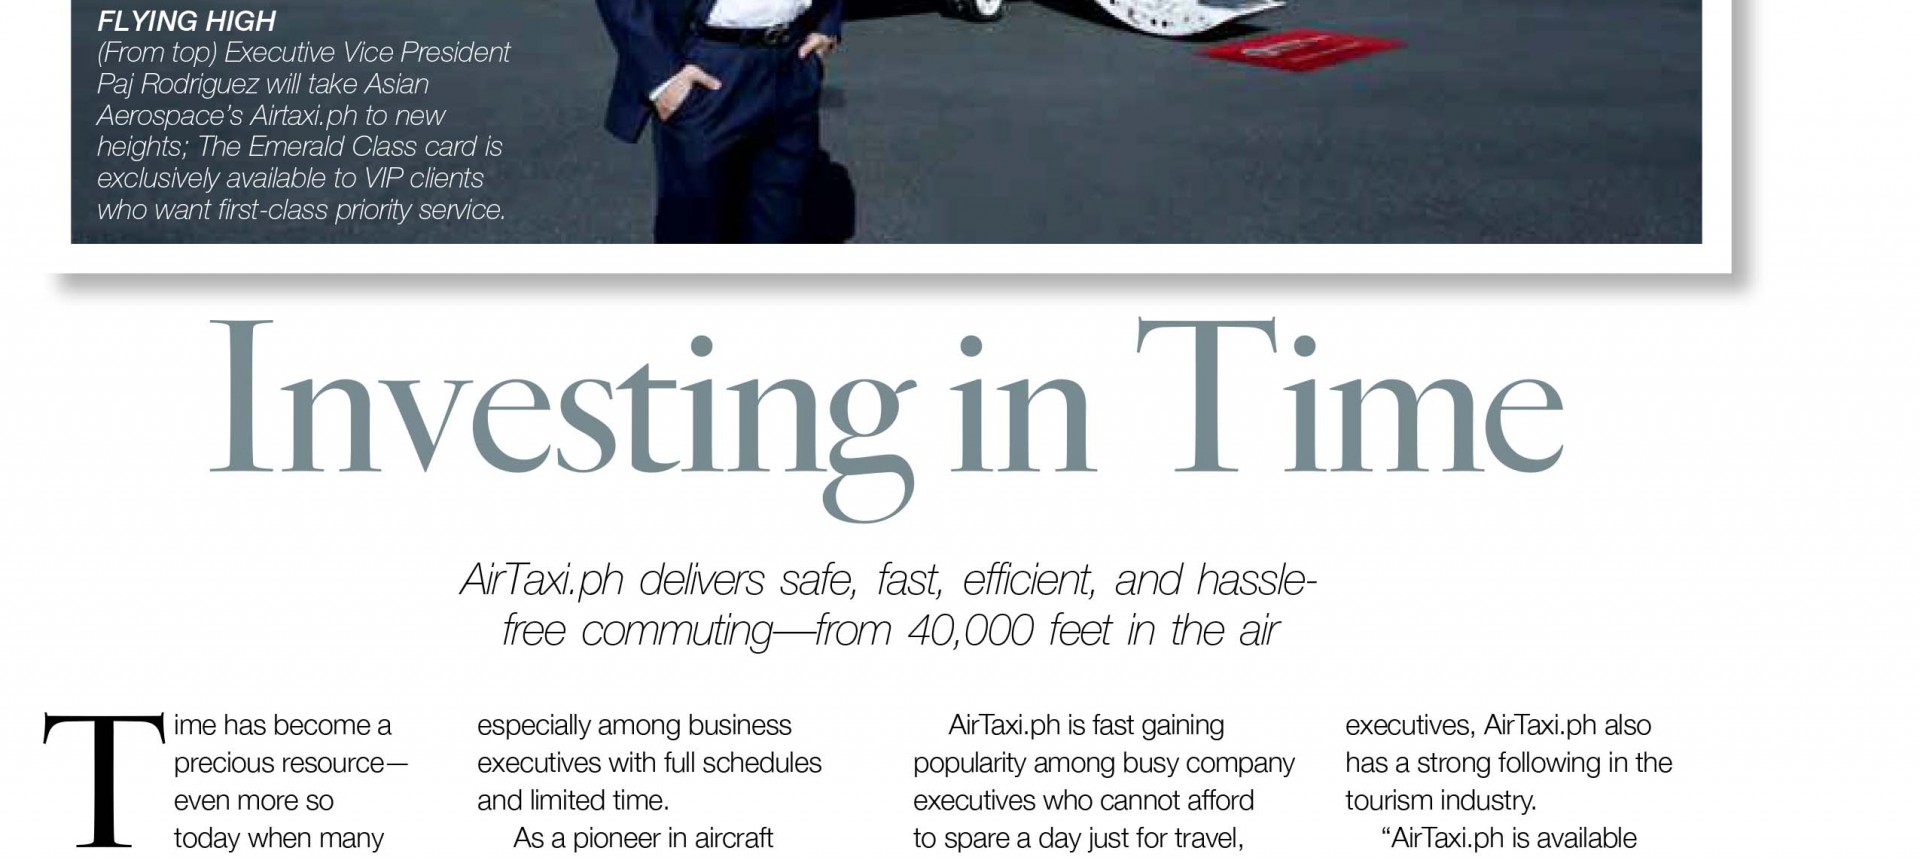 FLYING HIGH
(From top) Executive Vice President
Paj Rodriguez will take Asian
Aerospace's Airtaxi.ph to new
heights; The Emerald Class card is
exclusively available to VIP clients
who want first-class priority service.
Investing in Time
AirTaxi.ph delivers safe, fast, efficient, and hassle-
free commuting—from 40,000 feet in the air
Time has become a
precious resource—
even more so
today when many
especially among business
executives with full schedules
and limited time.
As a pioneer in aircraft
AirTaxi.ph is fast gaining
popularity among busy company
executives who cannot afford
to spare a day just for travel,
executives, AirTaxi.ph also
has a strong following in the
tourism industry.
“AirTaxi.ph is available